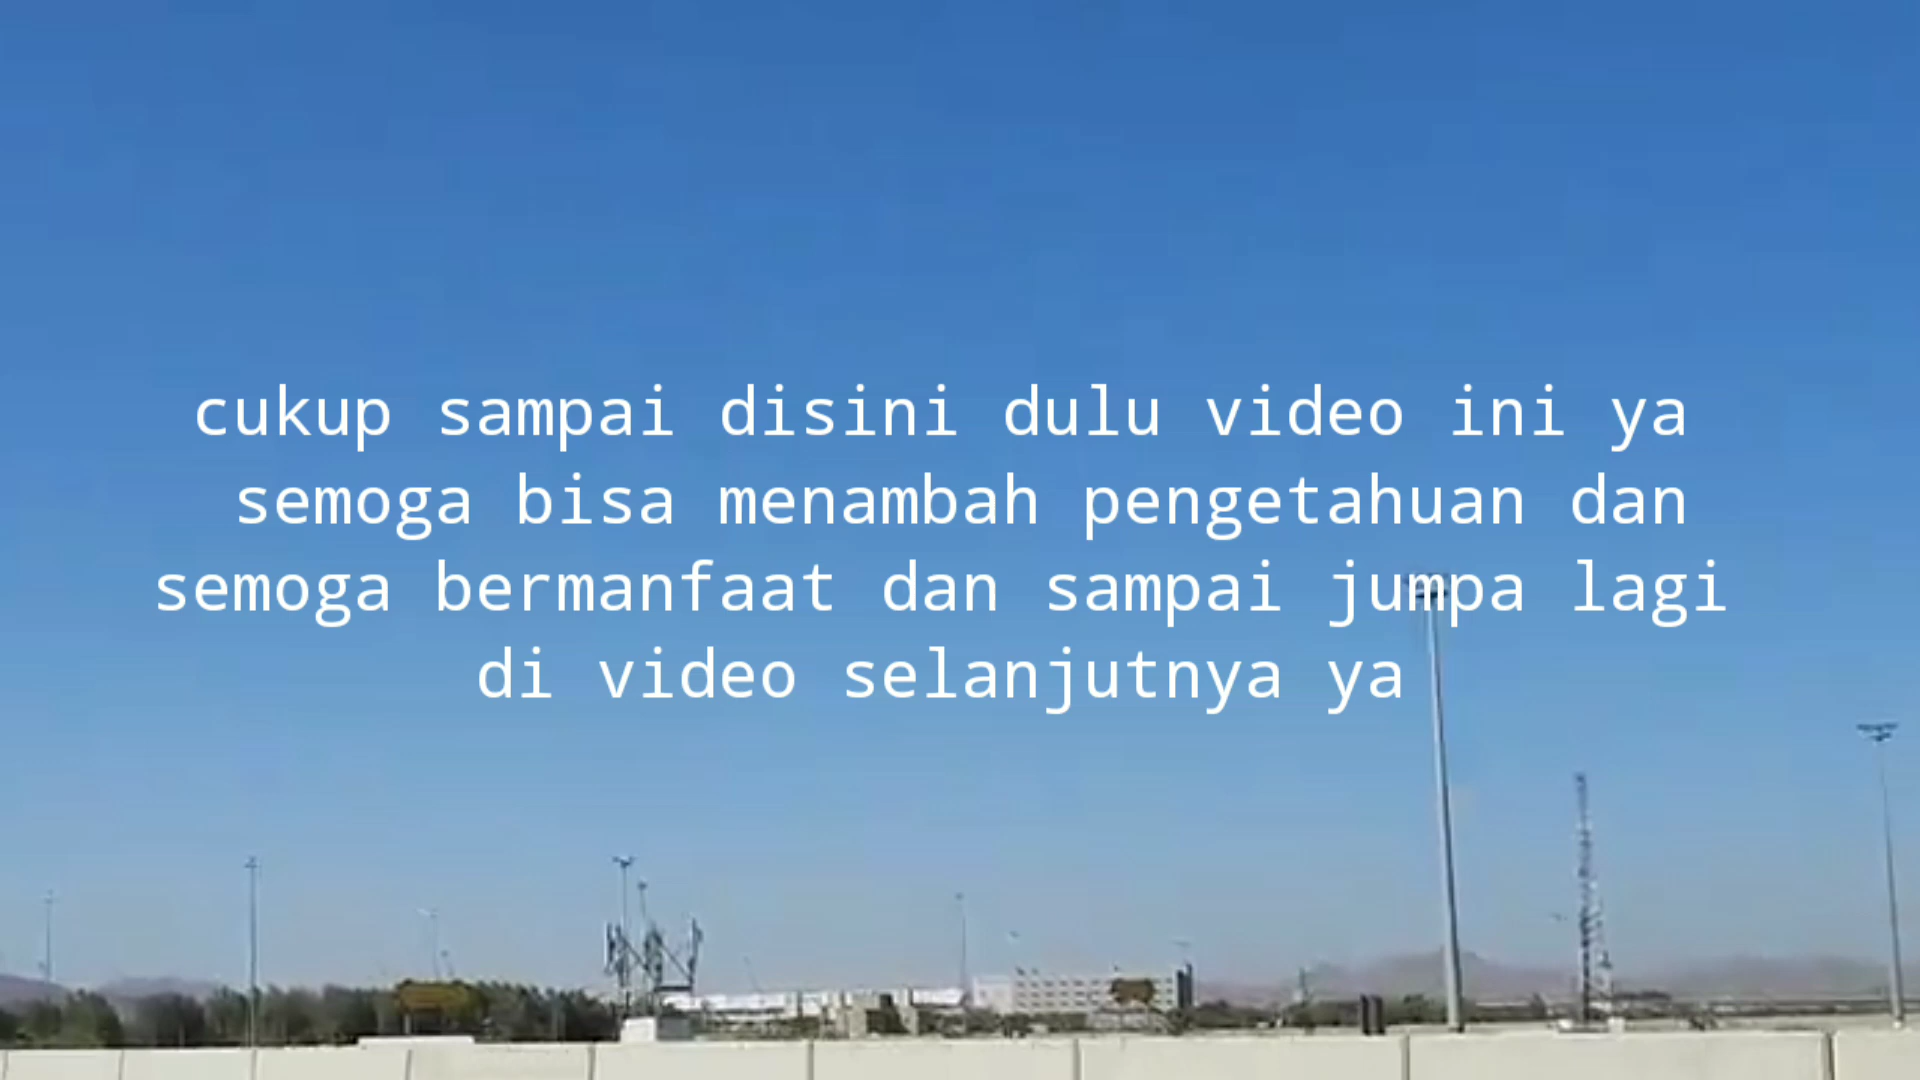 cukup sampai disini dulu video ini ya
semoga bisa menambah pengetahuan dan
semoga bermanfaat dan sampai jumpa lagi
di video selanjutnya ya